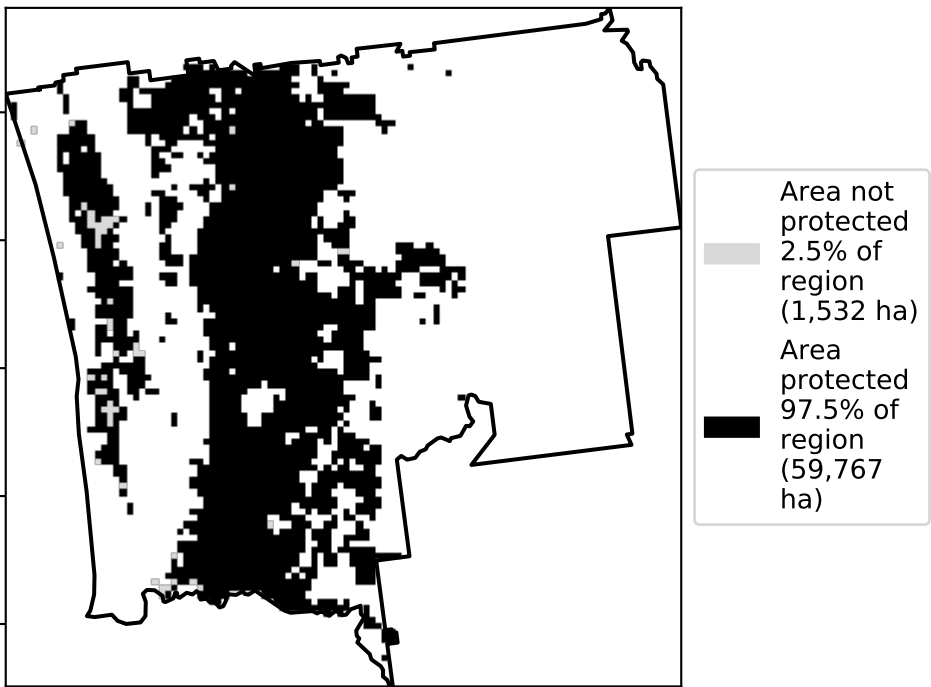 Area not
protected
2.5% of
region
(1,532 ha)
Area
protected
97.5% of
region
(59,767
ha)